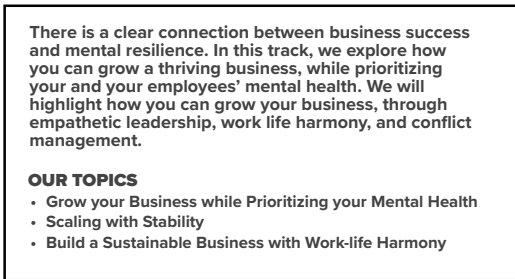 There is a clear connection between business success
and mental resilience. In this track, we explore how
you can grow a thriving business, while prioritizing
your and your employees’ mental health. We will
highlight how you can grow your business, through
empathetic leadership, work life harmony, and conflict
management.
OUR TOPICS
• Grow your Business while Prioritizing your Mental Health
• Scaling with Stability
• Build a Sustainable Business with Work-life Harmony